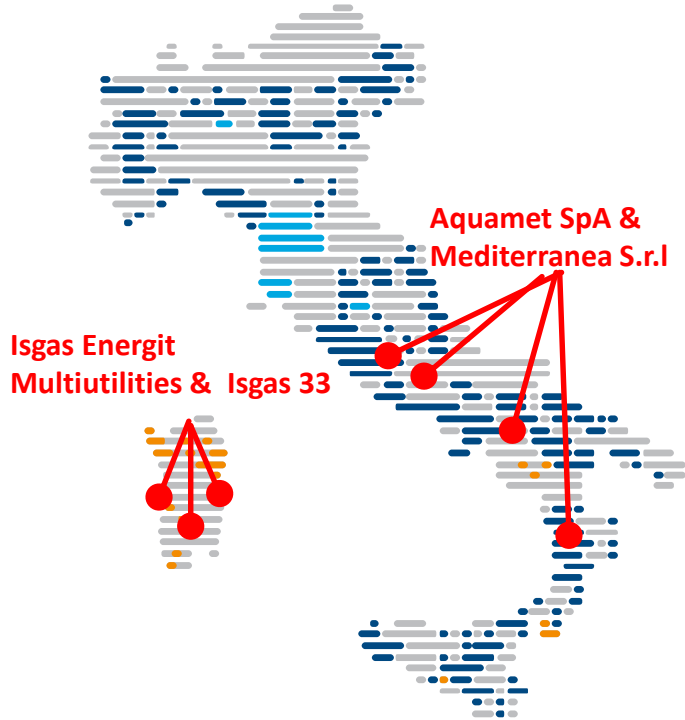 Aquamet SpA &
Mediterranea S.r.l
Isgas Energit
Multiutilities & Isgas 33